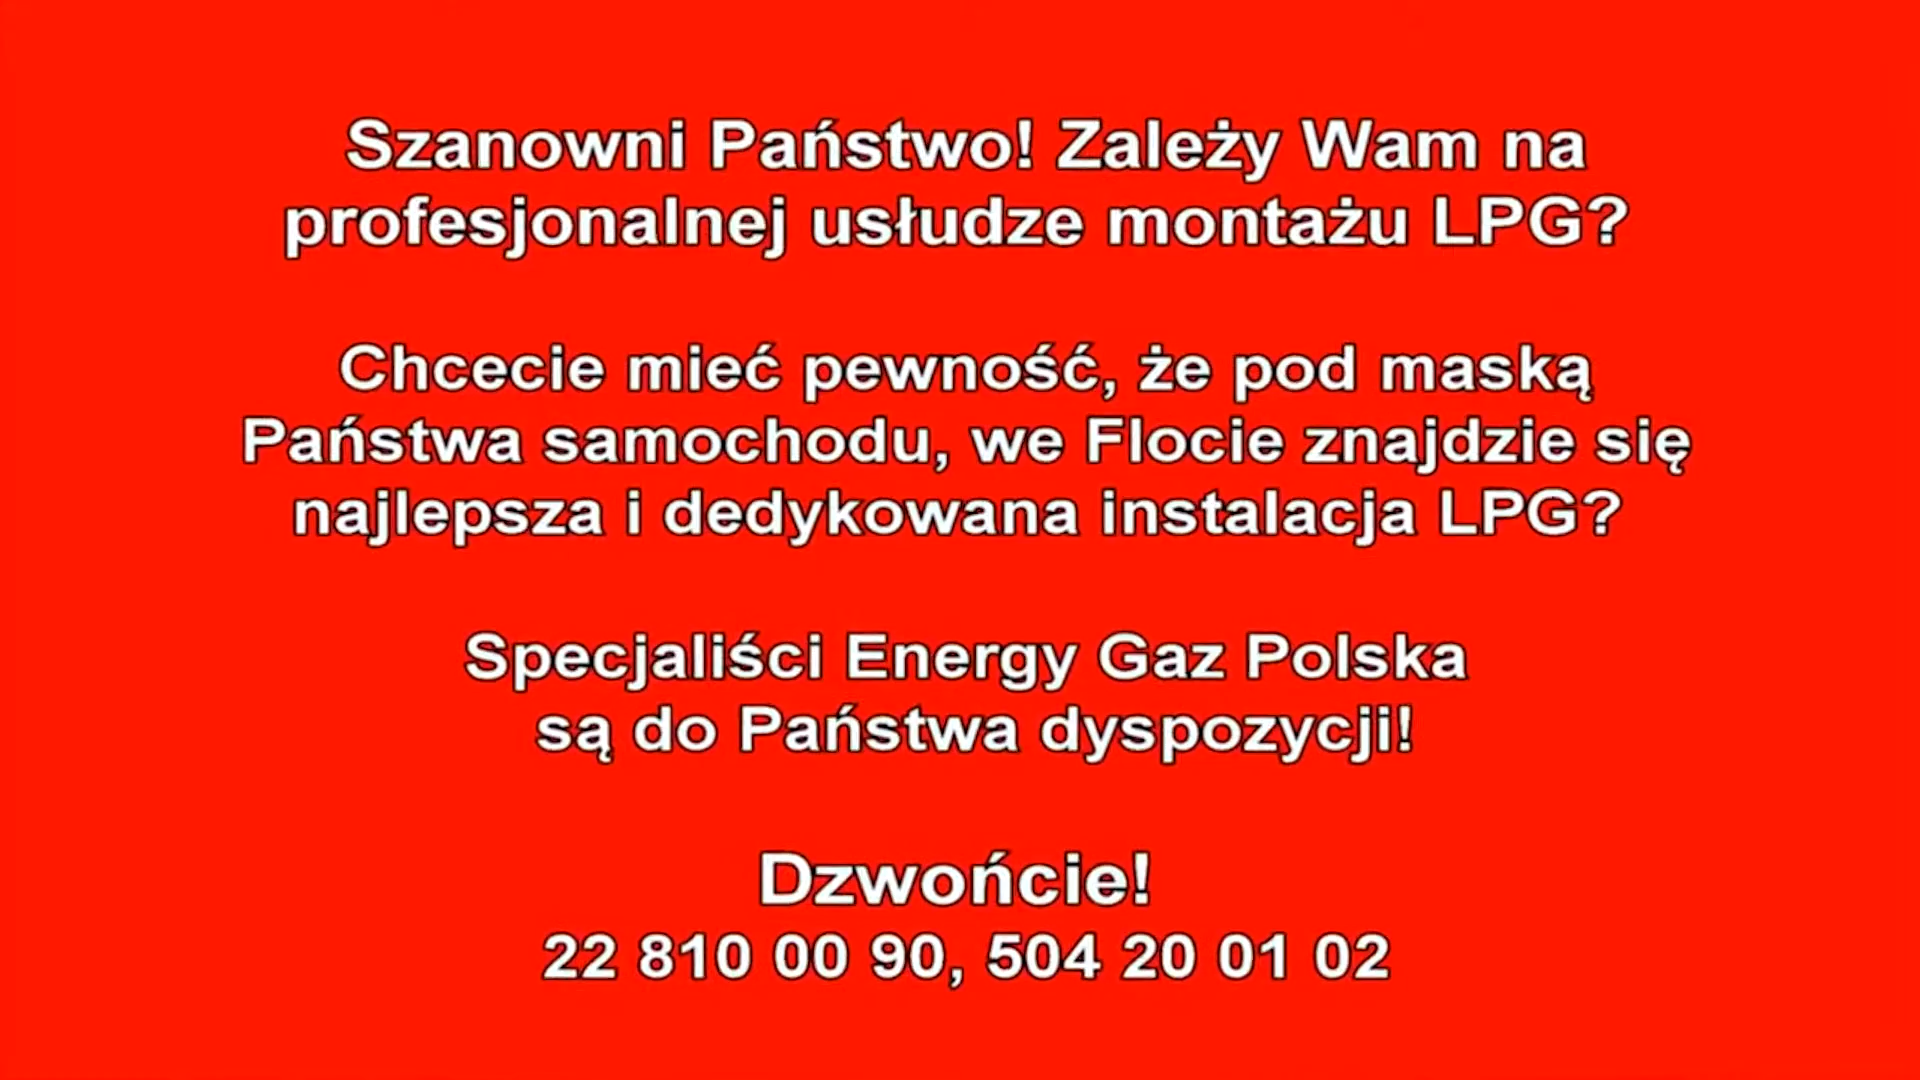 Szanowni Państwo! Zależy Wam na
profesjonalnej usłudze montażu LPG?
Chcecie mieć pewność, że pod maską
Państwa samochodu, we Flocie znajdzie się
najlepsza i dedykowana instalacja LPG?
Specjaliści Energy Gaz Polska
są do Państwa dyspozycji!
Dzwońcie!
22 810 00 90, 504 20 01 02